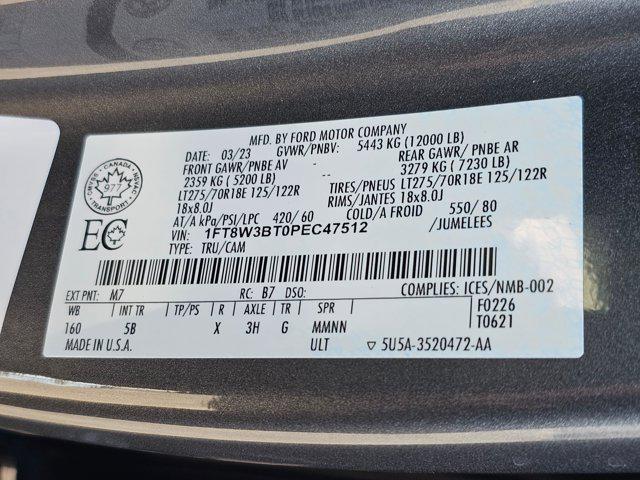 MFD. BY FORD MOTOR COMPANY
DATE: 03/23 GVWR/PNBV: 5443 KG (12000 LB)
FRONT GAWR/PNBE AV - REAR GAWR/PNBE AR
2359 KG (5200 LB) 3279 KG (7230 LB)
LT275/70R18E 125/122R TIRES/PNEUS LT275/70R18E 125/122R
18x8.0J RIMS/JANTES 18x8.0J
AT/A kPa/PSI/LPC 420/60 COLD/A FROID 550/80
VIN: 1FT8W3BT0PEC47512 /JUMELEES
TYPE: TRU/CAM
CANADA
977
TRANSPORT
EC
EXT PNT: M7 RC: B7 DSO: COMPLIES: ICES/NMB-002
WB INT TR TP/PS R AXLE TR SPR F0226
160 5B X 3H G MMNN T0621
MADE IN U.S.A. ULT ▽ 5U5A-3520472-AA